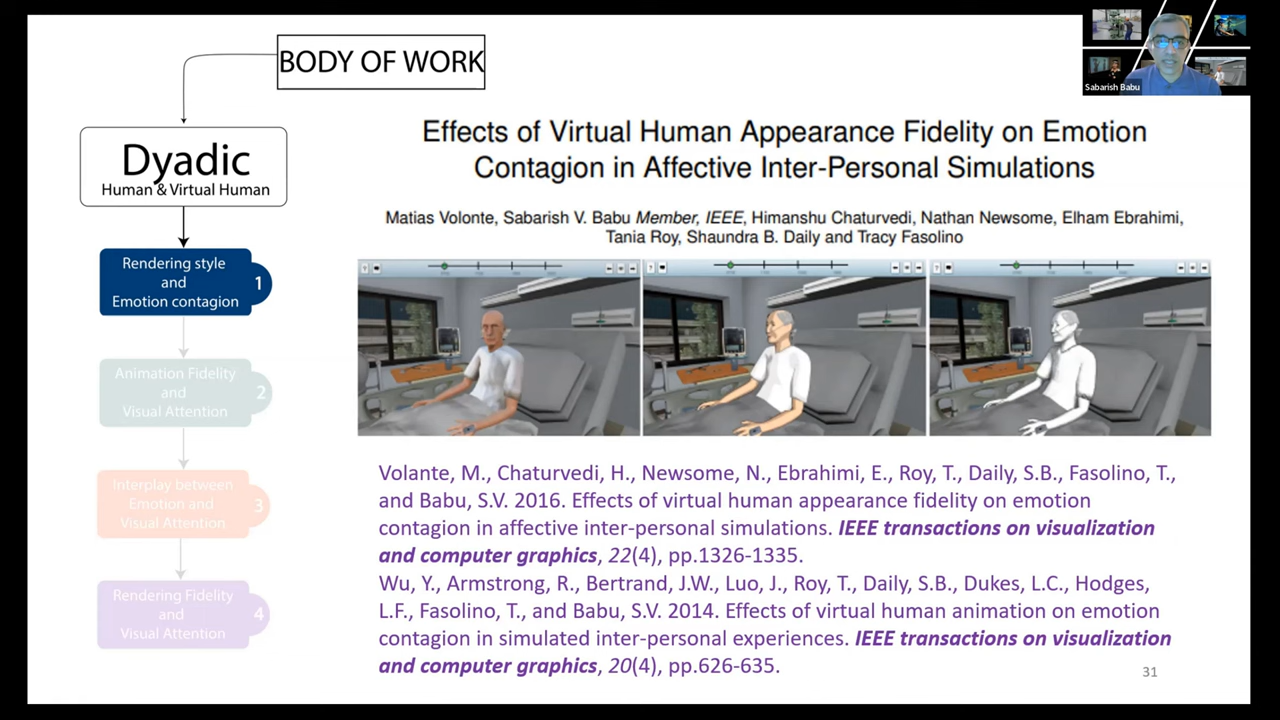 BODY OF WORK
Sabarish Babu
Dyadic
Human & Virtual Human
Rendering style
and
Emotion contagion
1
Animation Fidelity
and
Visual Attention
2
Interplay between
Emotion and
Visual Attention
3
Rendering Fidelity
and
Visual Attention
4
Effects of Virtual Human Appearance Fidelity on Emotion
Contagion in Affective Inter-Personal Simulations
Matias Volonte, Sabarish V. Babu Member, IEEE, Himanshu Chaturvedi, Nathan Newsome, Elham Ebrahimi,
Tania Roy, Shaundra B. Daily and Tracy Fasolino
Volante, M., Chaturvedi, H., Newsome, N., Ebrahimi, E., Roy, T., Daily, S.B., Fasolino, T.,
and Babu, S.V. 2016. Effects of virtual human appearance fidelity on emotion
contagion in affective inter-personal simulations. IEEE transactions on visualization
and computer graphics, 22(4), pp.1326-1335.
Wu, Y., Armstrong, R., Bertrand, J.W., Luo, J., Roy, T., Daily, S.B., Dukes, L.C., Hodges,
L.F., Fasolino, T., and Babu, S.V. 2014. Effects of virtual human animation on emotion
contagion in simulated inter-personal experiences. IEEE transactions on visualization
and computer graphics, 20(4), pp.626-635.
31